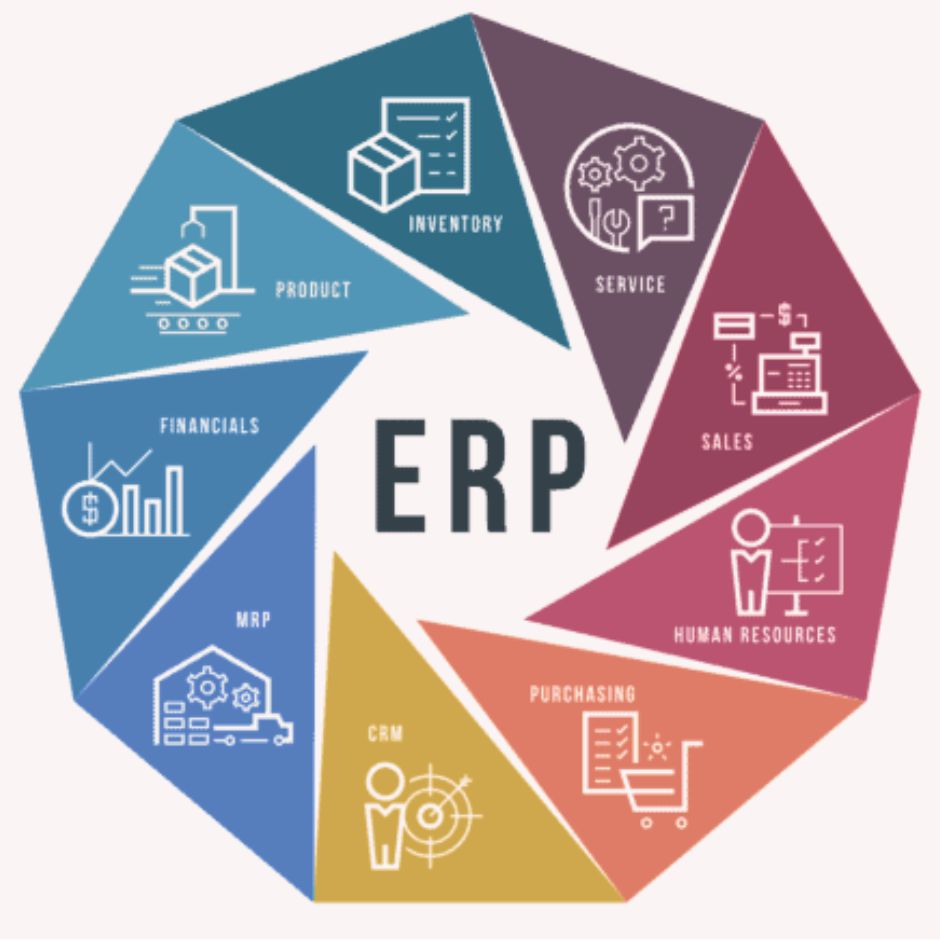 INVENTORY
SERVICE
PRODUCT
$
%
SALES
FINANCIALS
$
ERP
?
HUMAN RESOURCES
MRP
PURCHASING
CRM